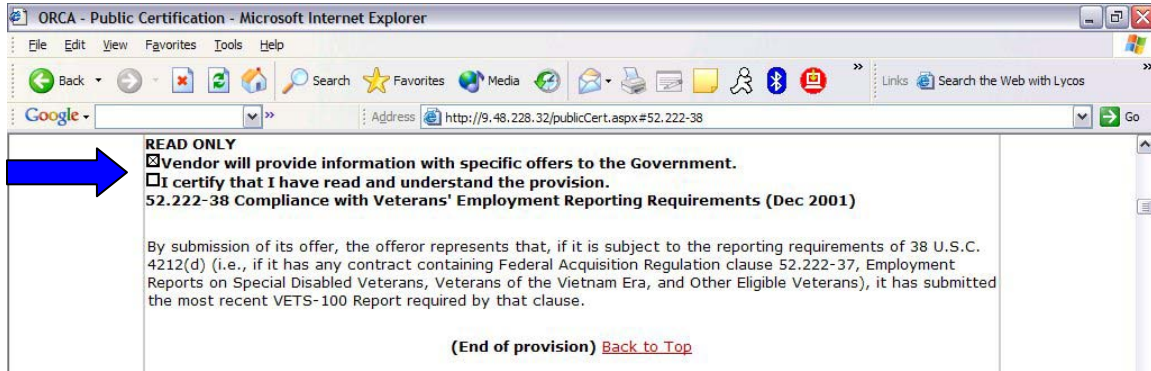 ORCA - Public Certification - Microsoft Internet Explorer
File Edit View Favorites Tools Help
Back Search Favorites Media Links Search the Web with Lycos
Google Address http://9.48.228.32/publicCert.aspx#52.222-38 Go
READ ONLY
Vendor will provide information with specific offers to the Government.
I certify that I have read and understand the provision.
52.222-38 Compliance with Veterans' Employment Reporting Requirements (Dec 2001)
By submission of its offer, the offeror represents that, if it is subject to the reporting requirements of 38 U.S.C.
4212(d) (i.e., if it has any contract containing Federal Acquisition Regulation clause 52.222-37, Employment
Reports on Special Disabled Veterans, Veterans of the Vietnam Era, and Other Eligible Veterans), it has submitted
the most recent VETS-100 Report required by that clause.
(End of provision) Back to Top